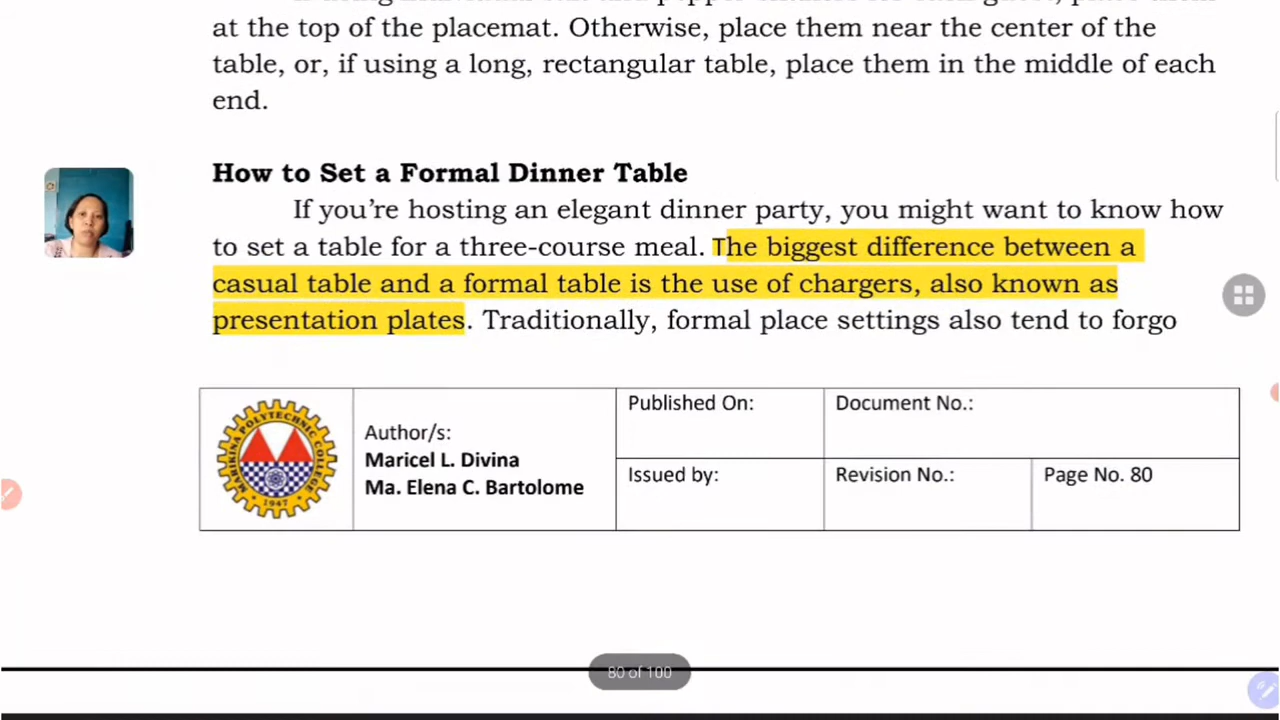 at the top of the placemat. Otherwise, place them near the center of the
table, or, if using a long, rectangular table, place them in the middle of each
end.
How to Set a Formal Dinner Table
If you're hosting an elegant dinner party, you might want to know how
to set a table for a three-course meal. The biggest difference between a
casual table and a formal table is the use of chargers, also known as
presentation plates. Traditionally, formal place settings also tend to forgo
MARIKINA POLYTECHNIC COLLEGE
1947
Author/s:
Maricel L. Divina
Ma. Elena C. Bartolome
Published On:
Document No.:
Issued by:
Revision No.:
Page No. 80
80 of 100